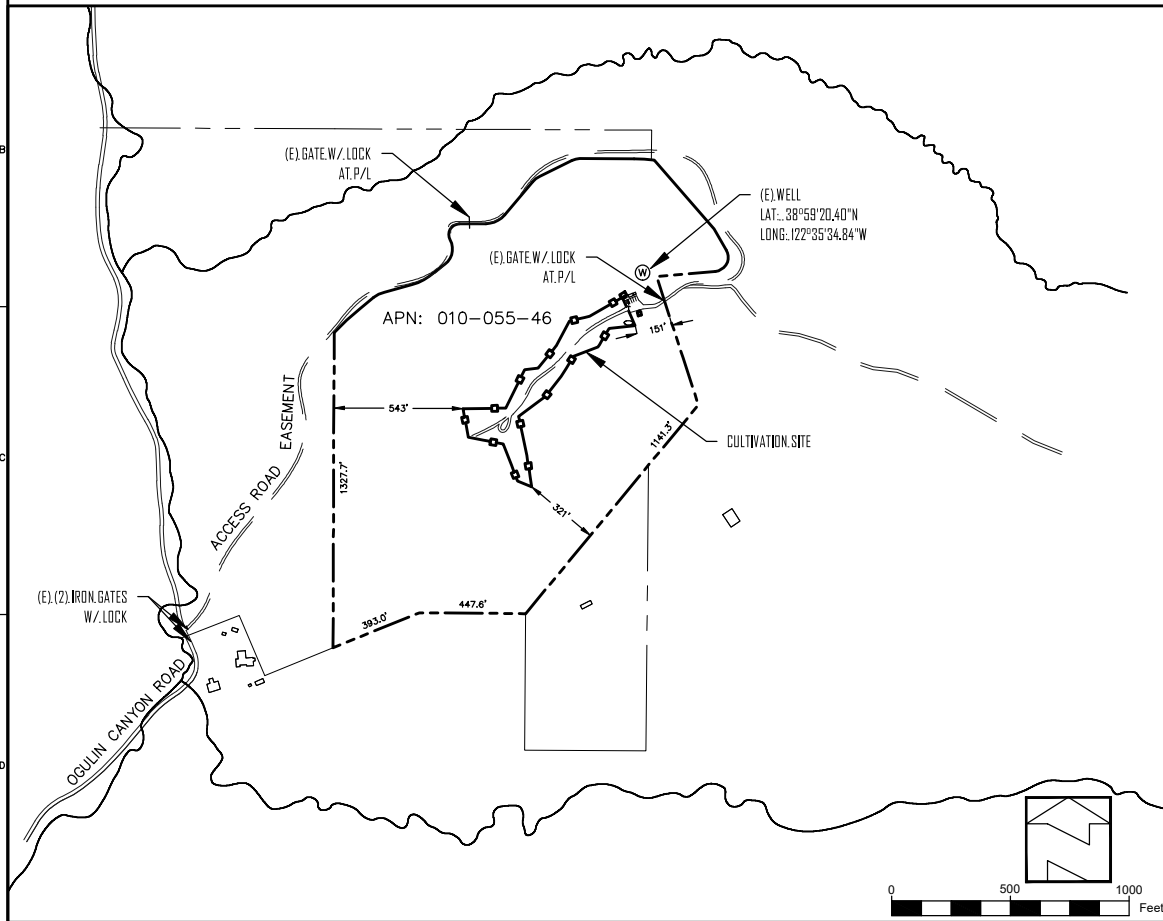 B
(E).GATE.W/.LOCK
AT.P/L
(E).WELL
LAT:..38°59'20.40"N
LONG:.122°35'34.84"W
(E).GATE.W/.LOCK
AT.P/L
APN: 010-055-46
151'
543'
EASEMENT
C
1141.3'
CULTIVATION.SITE
1327.7'
ACCESS ROAD
321'
(E).(2).IRON.GATES
W/.LOCK
447.6'
393.0'
OGULIN CANYON ROAD
D
N
0 500 1000
Feet